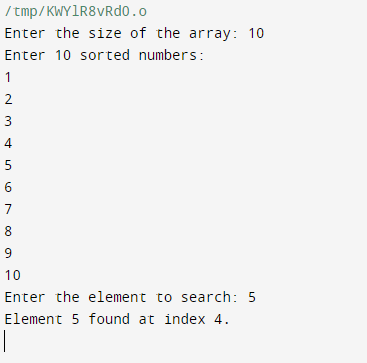 /tmp/KWYlR8vRdO.o
Enter the size of the array: 10
Enter 10 sorted numbers:
1
2
3
4
5
6
7
8
9
10
Enter the element to search: 5
Element 5 found at index 4.